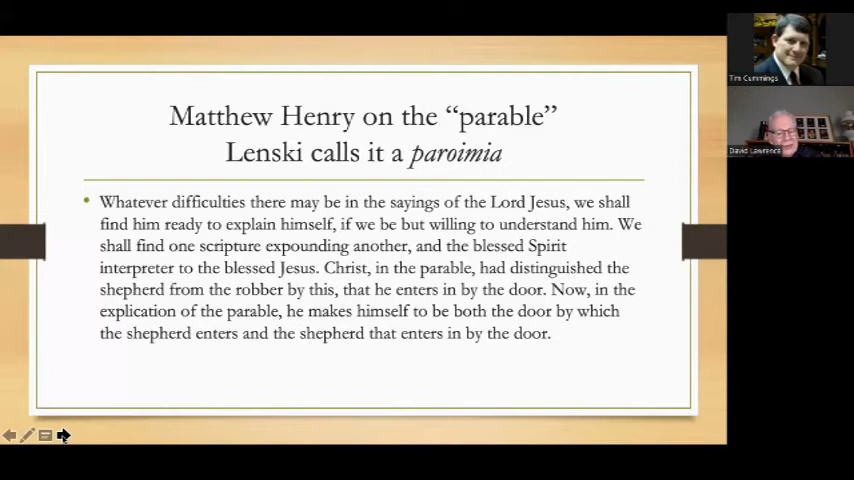 Matthew Henry on the “parable”
Lenski calls it a paroimia
Whatever difficulties there may be in the sayings of the Lord Jesus, we shall
find him ready to explain himself, if we be but willing to understand him. We
shall find one scripture expounding another, and the blessed Spirit
interpreter to the blessed Jesus. Christ, in the parable, had distinguished the
shepherd from the robber by this, that he enters in by the door. Now, in the
explication of the parable, he makes himself to be both the door by which
the shepherd enters and the shepherd that enters in by the door.
Tim Cummings
David Lawrence